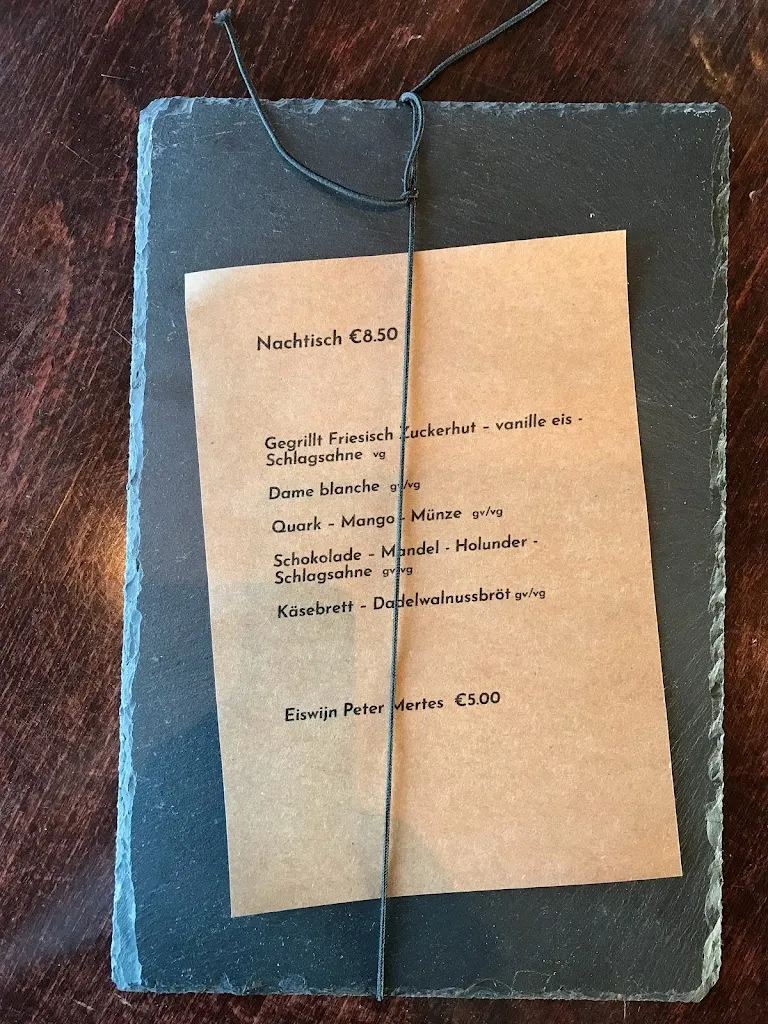 Nachtisch €8.50
Gegrillt Friesisch Zuckerhut – vanille eis -
Schlagsahne vg
Dame blanche gv/vg
Quark – Mango - Münze gv/vg
Schokolade – Mandel - Holunder -
Schlagsahne gv/vg
Käsebrett – Dadelwalnussbröt gv/vg
Eiswijn Peter Mertes €5.00